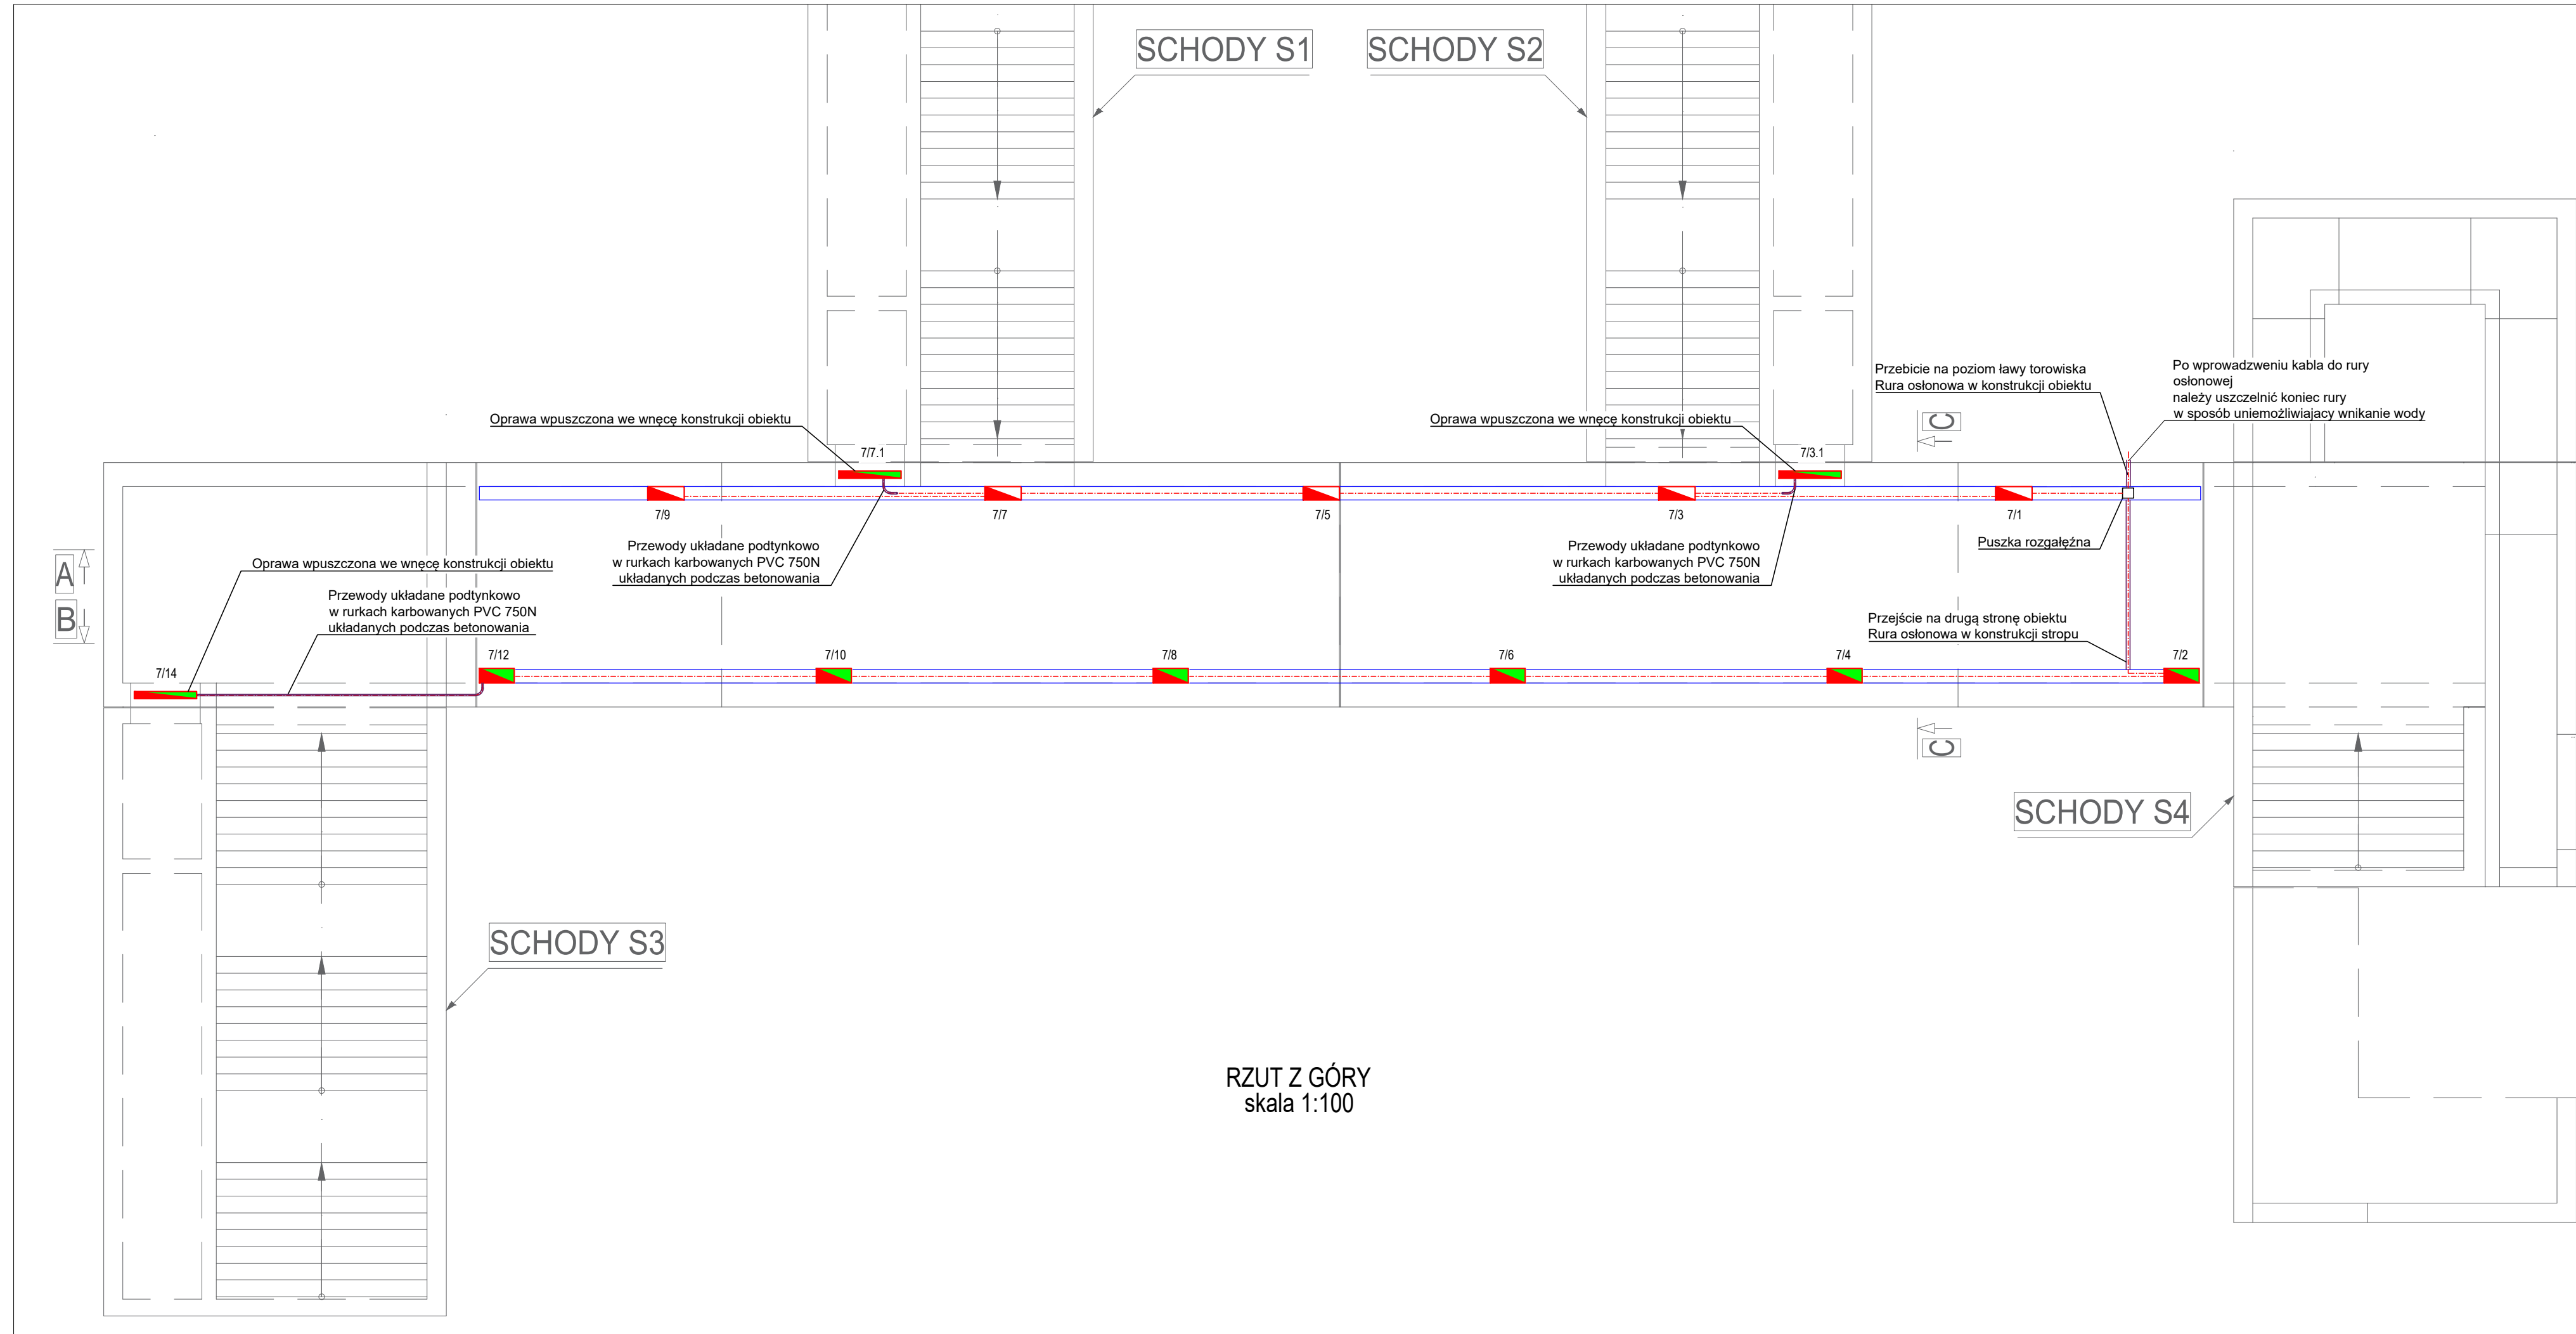 SCHODY S1
SCHODY S2
Przebicie na poziom ławy torowiska
Rura osłonowa w konstrukcji obiektu
Po wprowadzweniu kabla do rury
osłonowej
należy uszczelnić koniec rury
w sposób uniemożliwiajacy wnikanie wody
Oprawa wpuszczona we wnęcę konstrukcji obiektu
Oprawa wpuszczona we wnęcę konstrukcji obiektu
C
7/7.1
7/3.1
7/9
7/7
7/5
7/3
7/1
Przewody układane podtynkowo
w rurkach karbowanych PVC 750N
układanych podczas betonowania
Przewody układane podtynkowo
w rurkach karbowanych PVC 750N
układanych podczas betonowania
Puszka rozgałęźna
A
B
Oprawa wpuszczona we wnęcę konstrukcji obiektu
Przewody układane podtynkowo
w rurkach karbowanych PVC 750N
układanych podczas betonowania
Przejście na drugą stronę obiektu
Rura osłonowa w konstrukcji stropu
7/14
7/12
7/10
7/8
7/6
7/4
7/2
C
SCHODY S4
SCHODY S3
RZUT Z GÓRY
skala 1:100